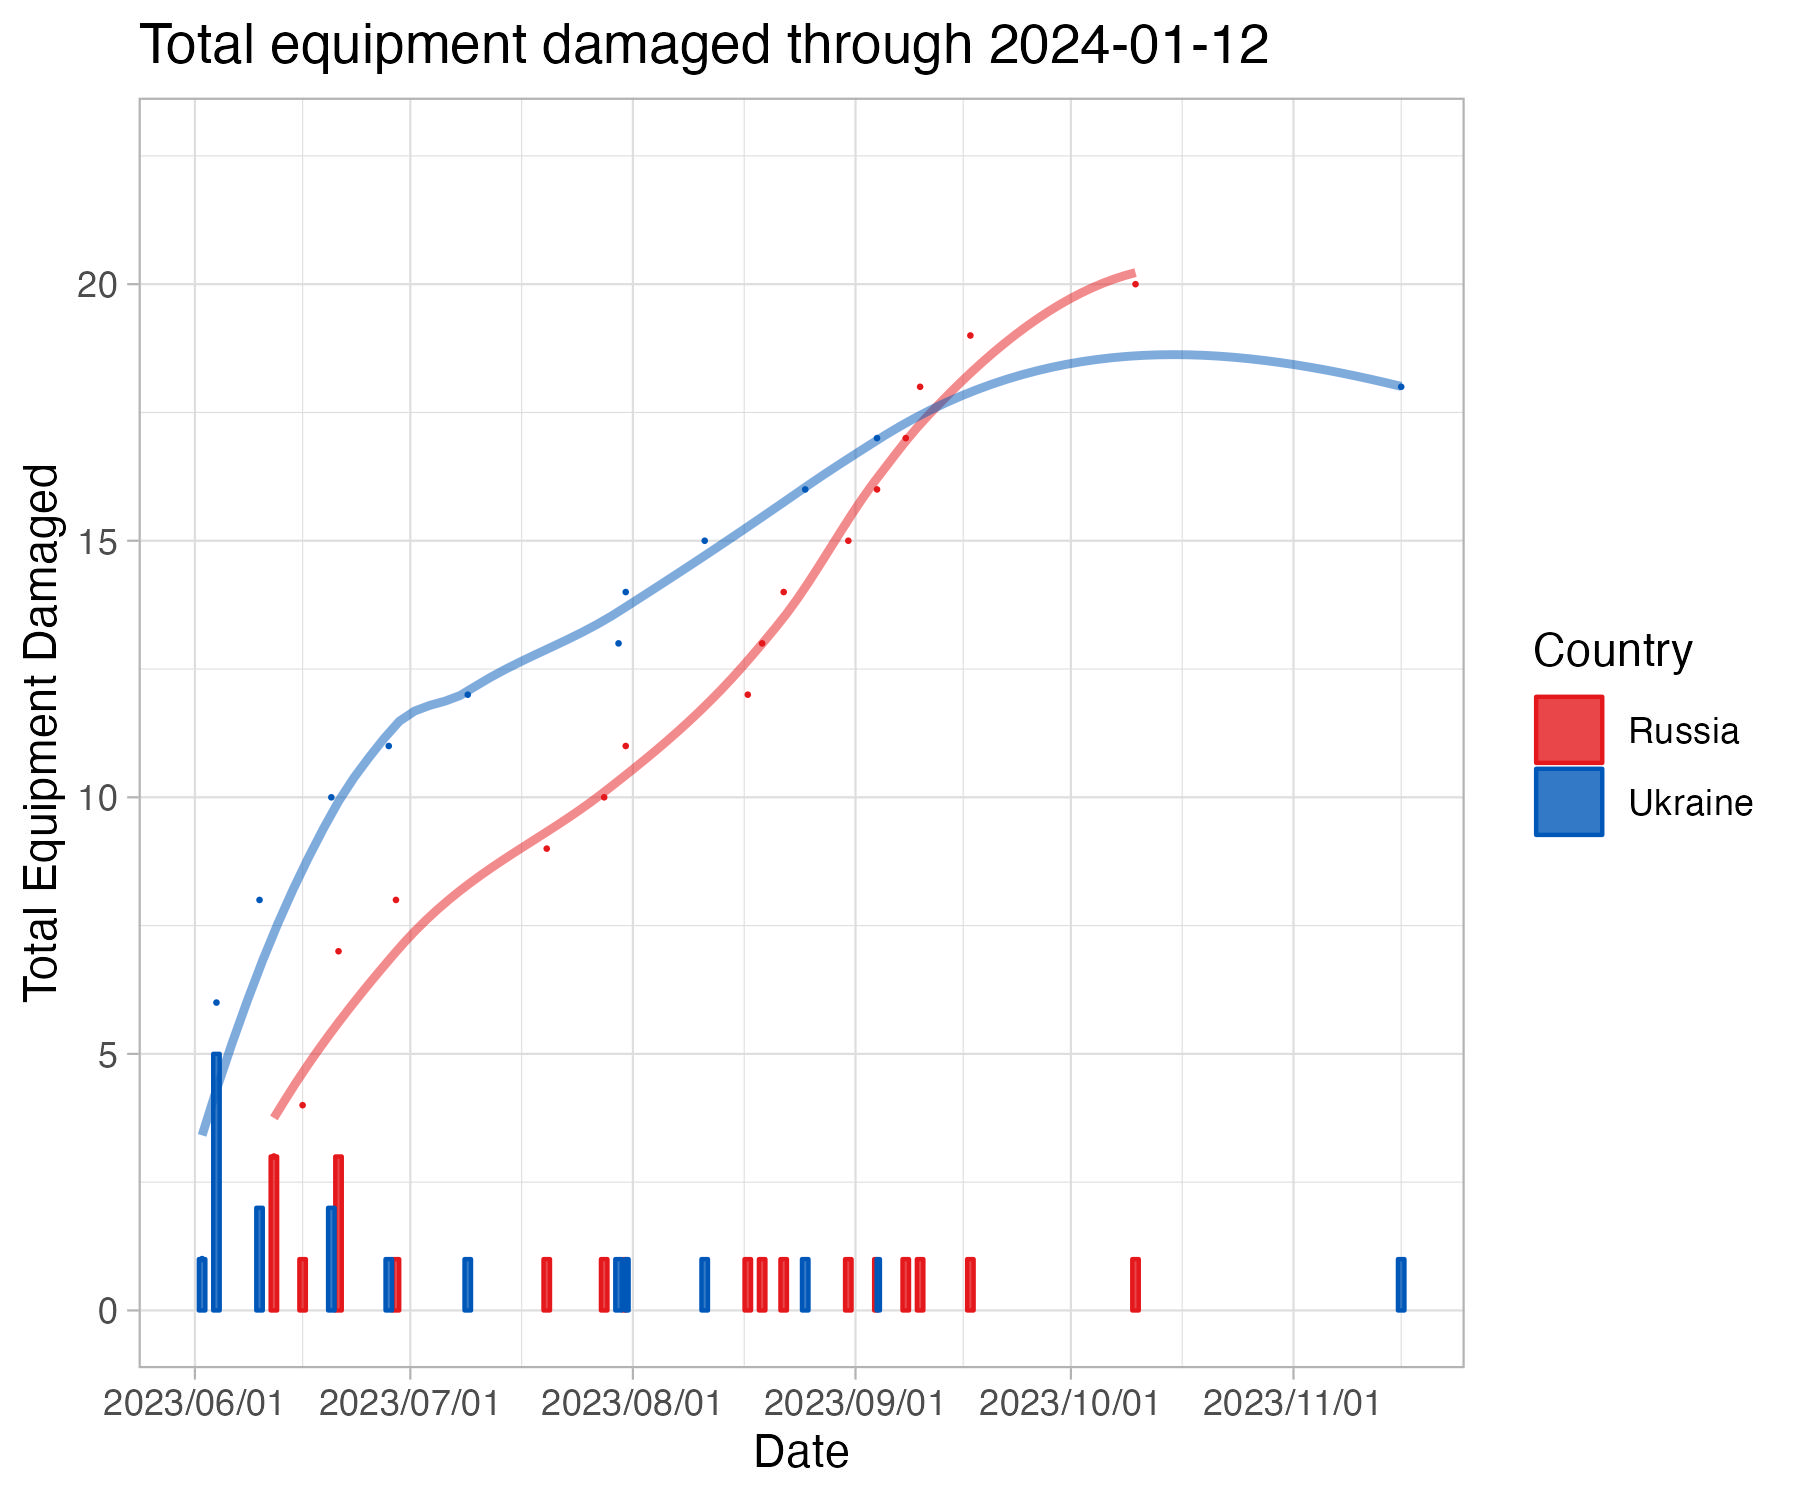 Total equipment damaged through 2024-01-12
Total Equipment Damaged
20
15
10
5
0
2023/06/01 2023/07/01 2023/08/01 2023/09/01 2023/10/01 2023/11/01
Date
Country
Russia
Ukraine